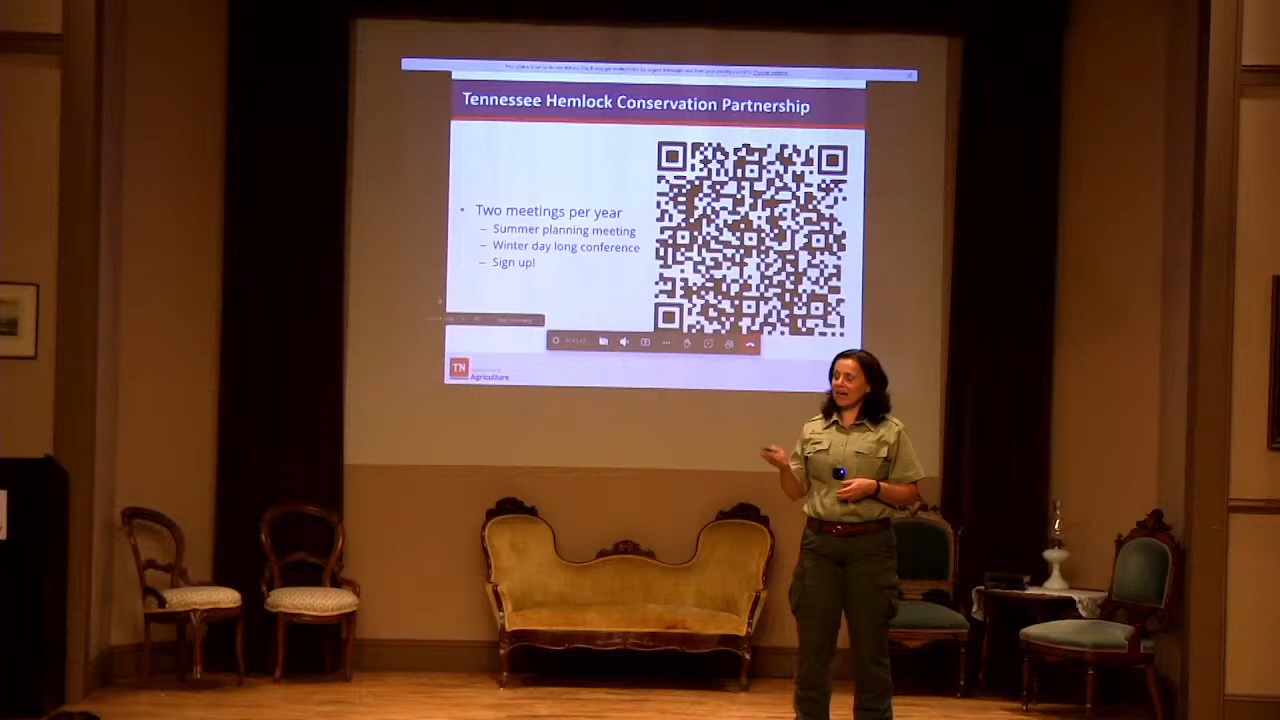 Tennessee Hemlock Conservation Partnership
• Two meetings per year
– Summer planning meeting
– Winter day long conference
– Sign up!
TN
Agriculture